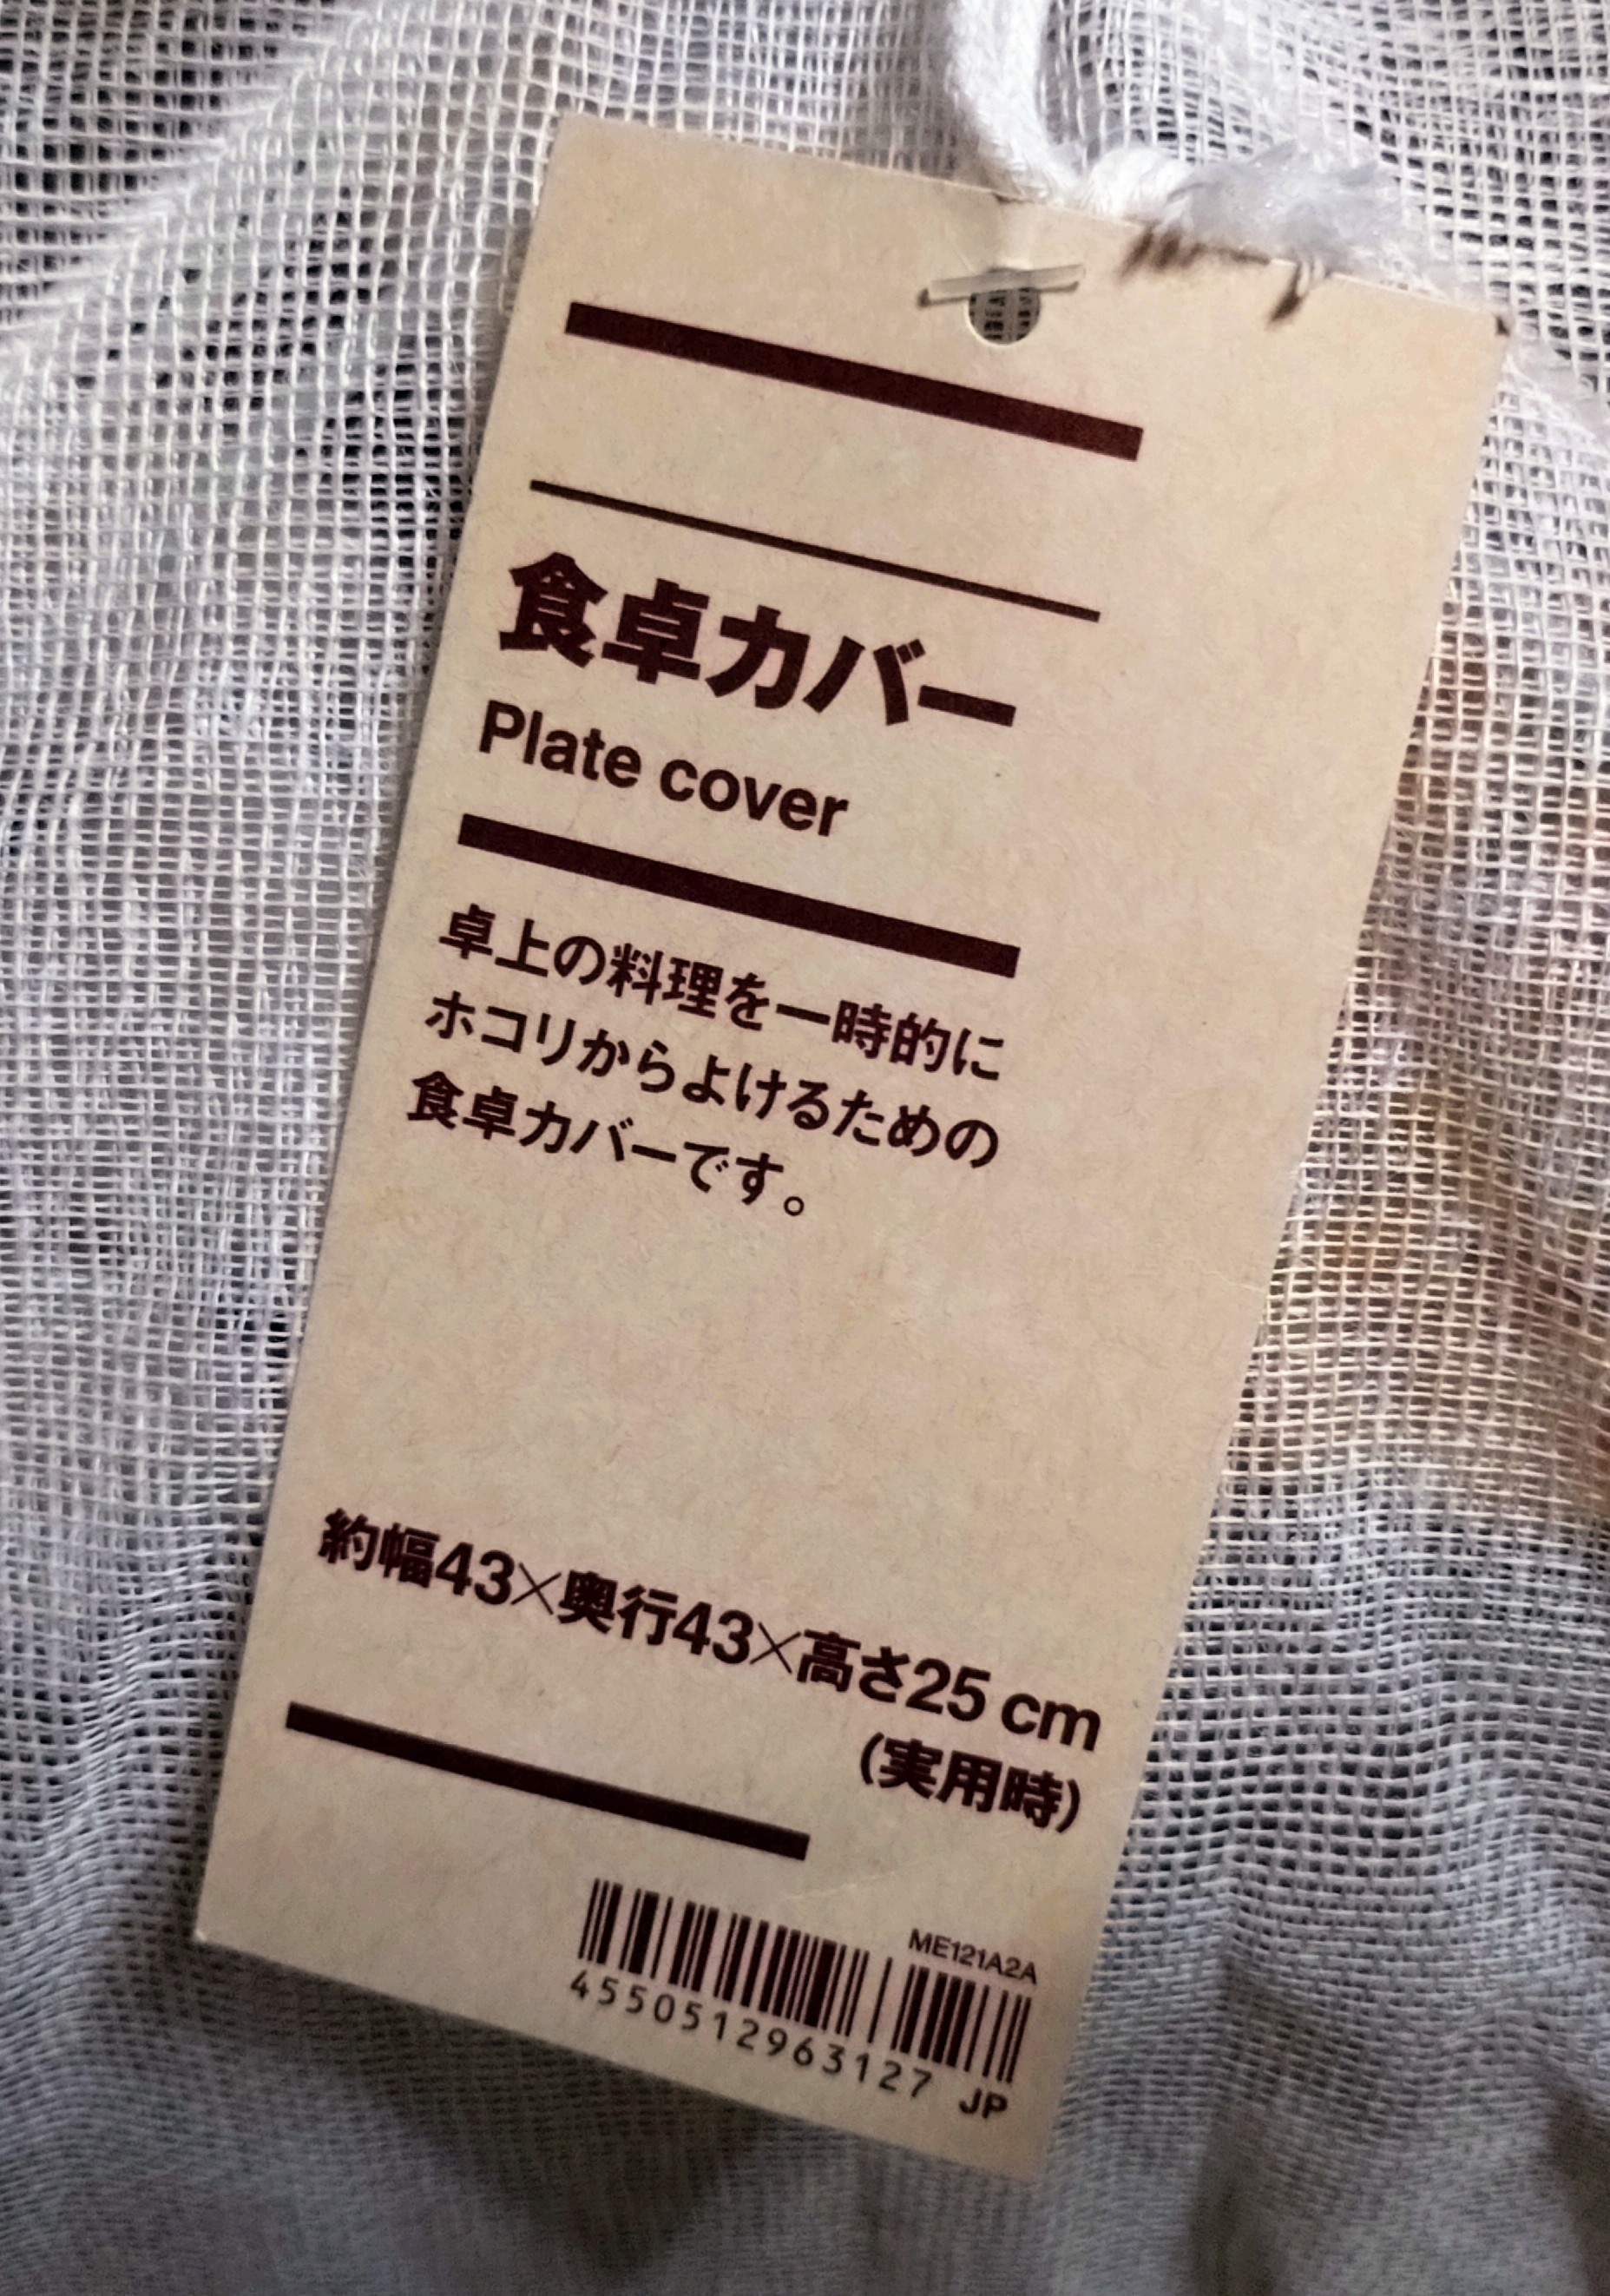 食卓カバー
Plate cover
卓上の料理を一時的に
ホコリからよけるための
食卓カバーです。
約幅43×奥行43×高さ25 cm
(実用時)
ME121A2A
4550512963127 JP